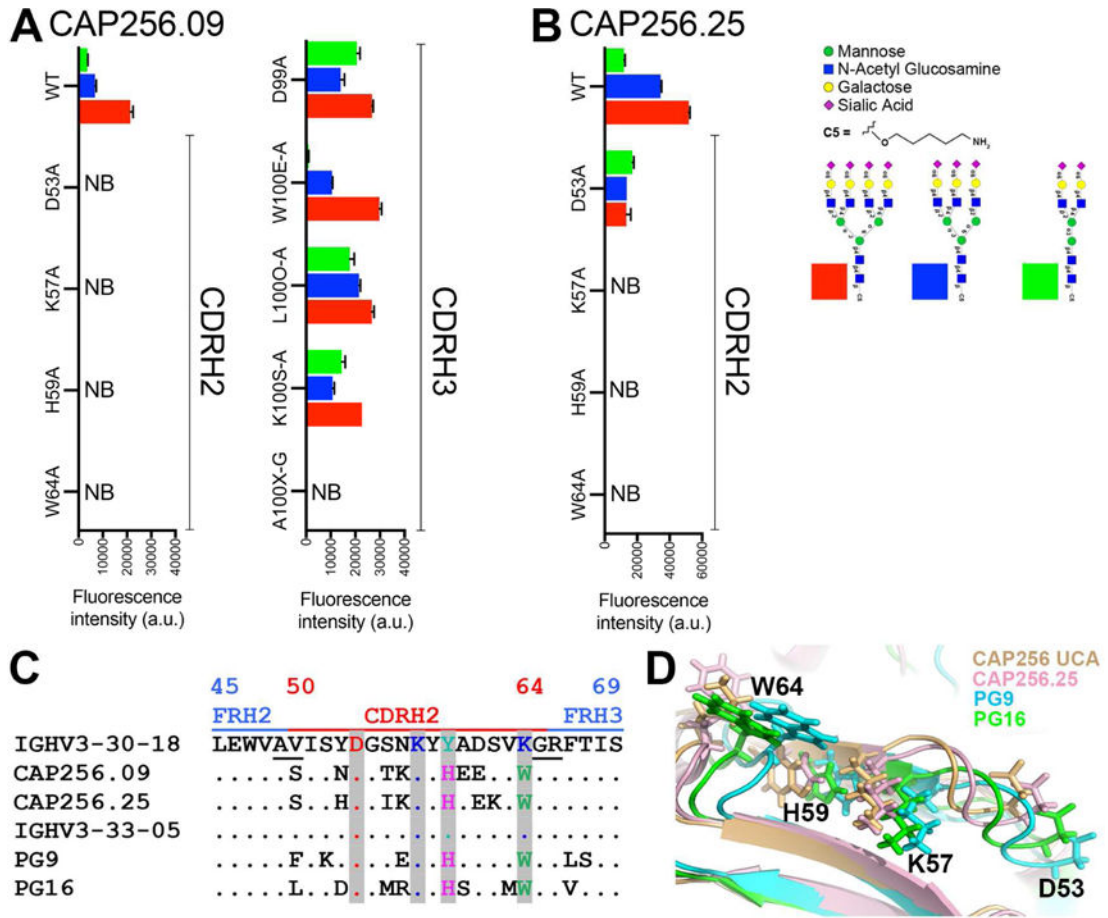 A CAP256.09
WT
D53A
NB
K57A
NB
H59A
NB
W64A
NB
CDRH2
0
10000
20000
30000
40000
Fluorescence
intensity (a.u.)
D99A
W100E-A
L100O-A
K100S-A
A100X-G
NB
CDRH3
0
10000
20000
30000
40000
Fluorescence
intensity (a.u.)
B CAP256.25
WT
D53A
K57A
NB
H59A
NB
W64A
NB
CDRH2
0
20000
40000
60000
Fluorescence
intensity (a.u.)
Mannose
N-Acetyl Glucosamine
Galactose
Sialic Acid
C5 =
O
NH2
C
45 50 64 69
FRH2 CDRH2 FRH3
IGHV3-30-18 LEWVAVISYDGSNKYYADSVKGRFTIS
CAP256.09 .....S..N..TK..HEE..W......
CAP256.25 .....S..H..IK..H.EK.W......
IGHV3-33-05 ...........................
PG9 .....F.K....E..H....W..LS..
PG16 .....L..D..MR..HS..MW..V...
D
CAP256 UCA
CAP256.25
PG9
PG16
W64
H59
K57
D53